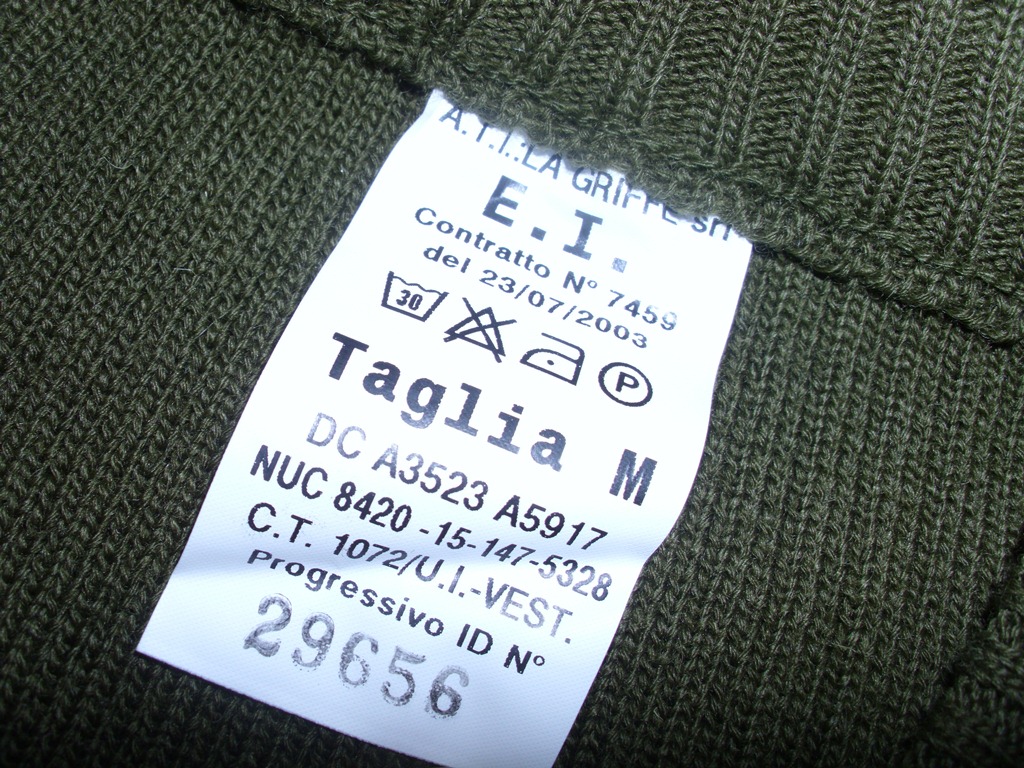 A.T.I.:LA GRIFFE srl
E.I.
Contratto N° 7459
del 23/07/2003
30 P
Taglia M
DC A3523 A5917
NUC 8420-15-147-5328
C.T. 1072/U.I.-VEST.
Progressivo ID N°
29656